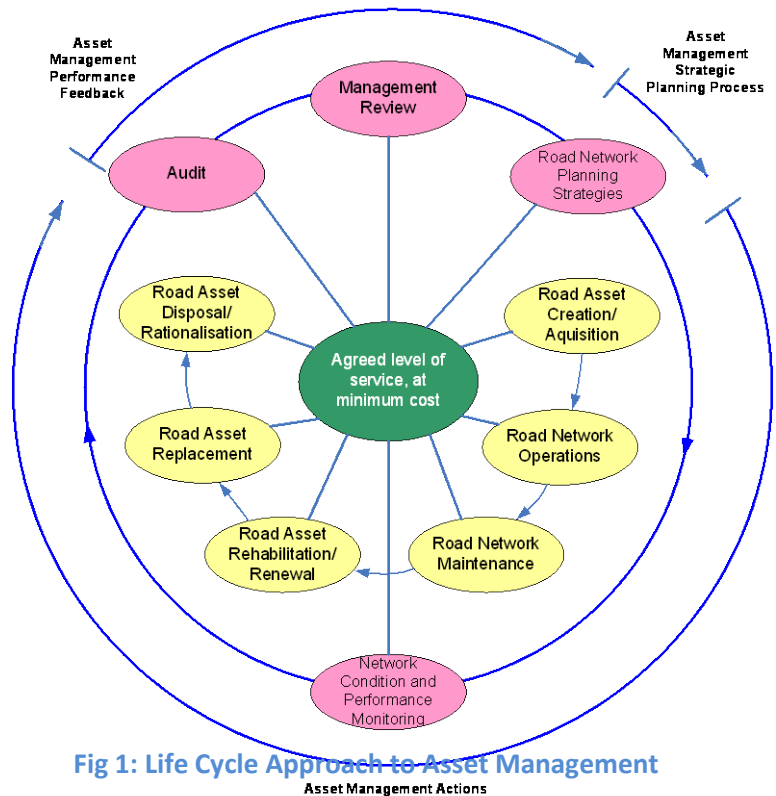 Asset
Management
Performance
Feedback
Asset
Management
Strategic
Planning Process
Management
Review
Audit
Road Network
Planning
Strategies
Road Asset
Disposal/
Rationalisation
Road Asset
Creation/
Aquisition
Agreed level of
service, at
minimum cost
Road Asset
Replacement
Road Network
Operations
Road Asset
Rehabilitation/
Renewal
Road Network
Maintenance
Network
Condition and
Performance
Monitoring
Fig 1: Life Cycle Approach to Asset Management
Asset Management Actions